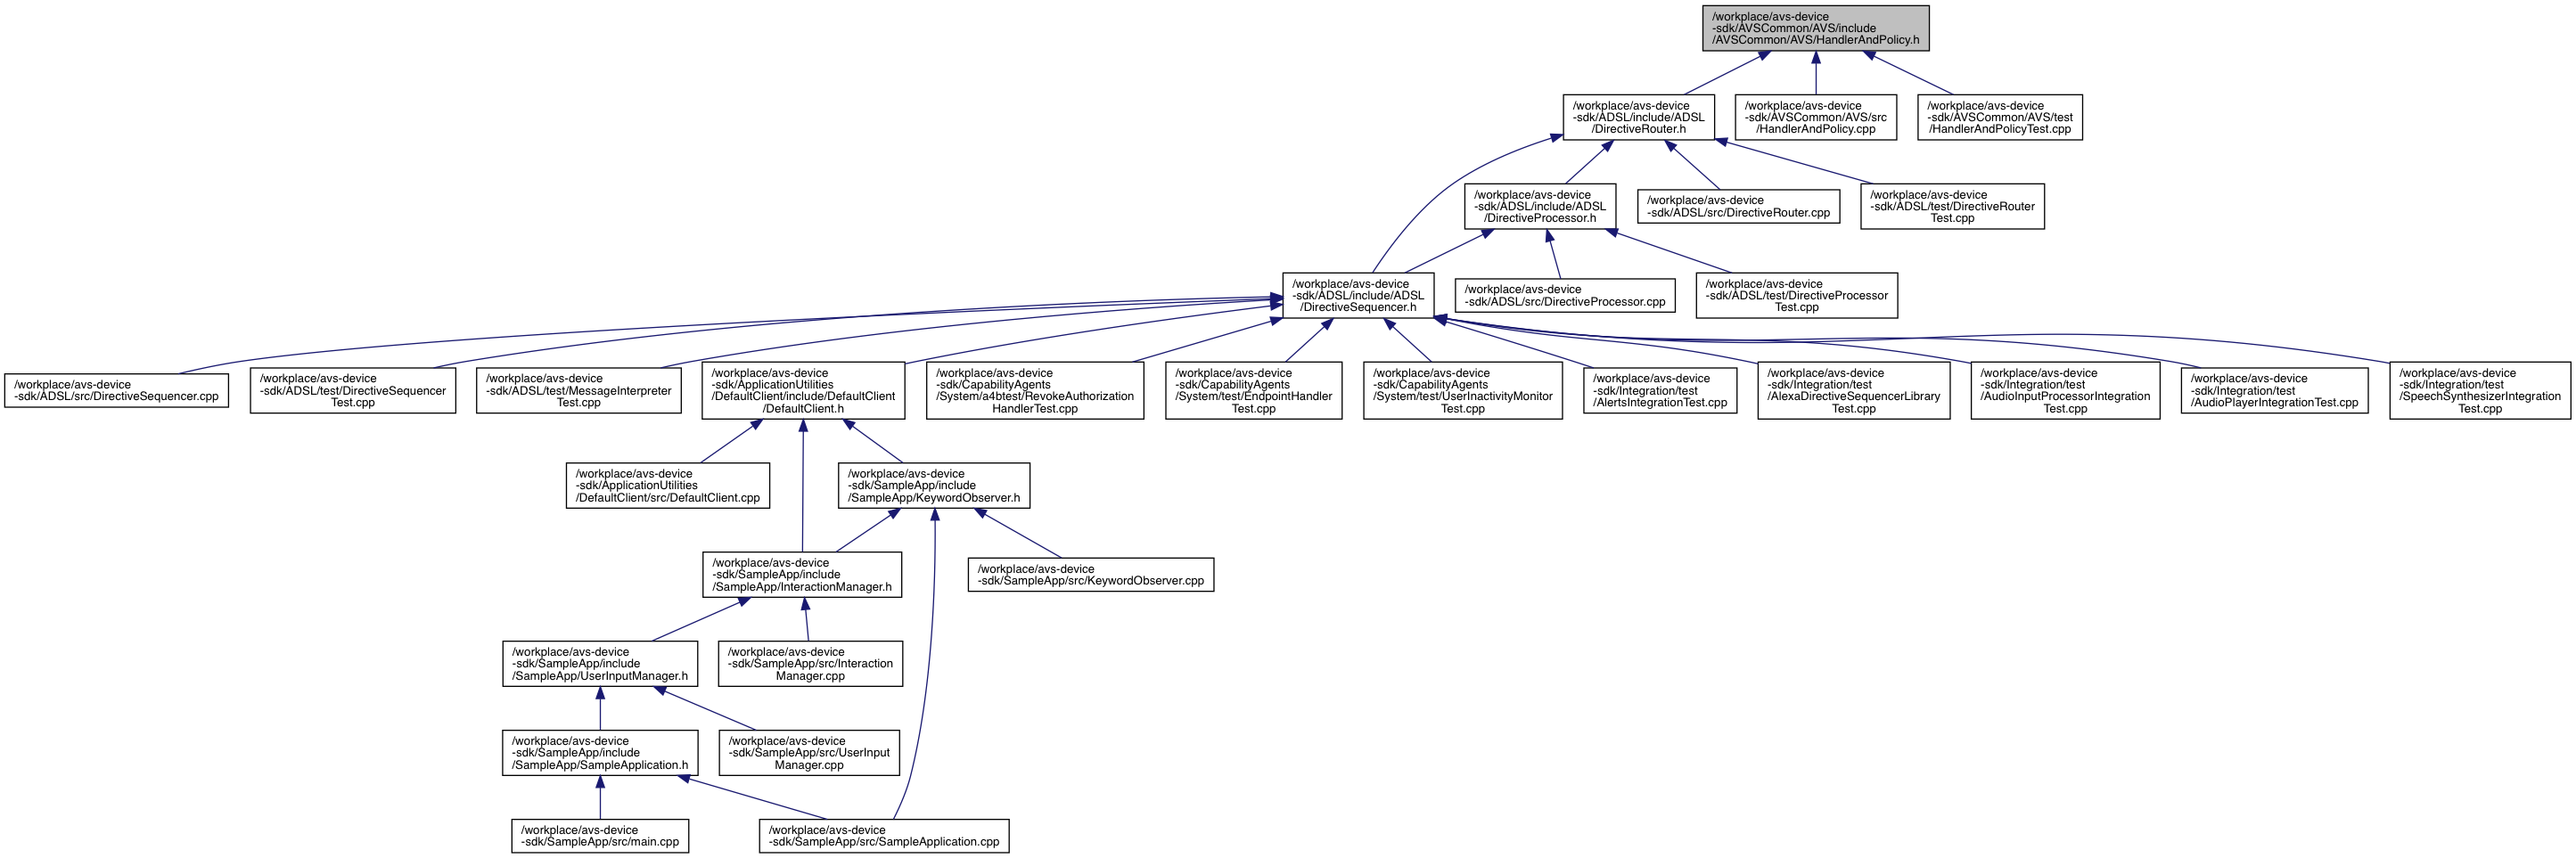 /workplace/avs-device
-sdk/AVSCommon/AVS/include
/AVSCommon/AVS/HandlerAndPolicy.h
/workplace/avs-device
-sdk/ADSL/include/ADSL
/DirectiveRouter.h
/workplace/avs-device
-sdk/AVSCommon/AVS/src
/HandlerAndPolicy.cpp
/workplace/avs-device
-sdk/AVSCommon/AVS/test
/HandlerAndPolicyTest.cpp
/workplace/avs-device
-sdk/ADSL/include/ADSL
/DirectiveProcessor.h
/workplace/avs-device
-sdk/ADSL/src/DirectiveRouter.cpp
/workplace/avs-device
-sdk/ADSL/test/DirectiveRouter
Test.cpp
/workplace/avs-device
-sdk/ADSL/include/ADSL
/DirectiveSequencer.h
/workplace/avs-device
-sdk/ADSL/src/DirectiveProcessor.cpp
/workplace/avs-device
-sdk/ADSL/test/DirectiveProcessor
Test.cpp
/workplace/avs-device
-sdk/ADSL/src/DirectiveSequencer.cpp
/workplace/avs-device
-sdk/ADSL/test/DirectiveSequencer
Test.cpp
/workplace/avs-device
-sdk/ADSL/test/MessageInterpreter
Test.cpp
/workplace/avs-device
-sdk/ApplicationUtilities
/DefaultClient/include/DefaultClient
/DefaultClient.h
/workplace/avs-device
-sdk/CapabilityAgents
/System/a4btest/RevokeAuthorization
HandlerTest.cpp
/workplace/avs-device
-sdk/CapabilityAgents
/System/test/EndpointHandler
Test.cpp
/workplace/avs-device
-sdk/CapabilityAgents
/System/test/UserInactivityMonitor
Test.cpp
/workplace/avs-device
-sdk/Integration/test
/AlertsIntegrationTest.cpp
/workplace/avs-device
-sdk/Integration/test
/AlexaDirectiveSequencerLibrary
Test.cpp
/workplace/avs-device
-sdk/Integration/test
/AudioInputProcessorIntegration
Test.cpp
/workplace/avs-device
-sdk/Integration/test
/AudioPlayerIntegrationTest.cpp
/workplace/avs-device
-sdk/Integration/test
/SpeechSynthesizerIntegration
Test.cpp
/workplace/avs-device
-sdk/ApplicationUtilities
/DefaultClient/src/DefaultClient.cpp
/workplace/avs-device
-sdk/SampleApp/include
/SampleApp/KeywordObserver.h
/workplace/avs-device
-sdk/SampleApp/include
/SampleApp/InteractionManager.h
/workplace/avs-device
-sdk/SampleApp/src/KeywordObserver.cpp
/workplace/avs-device
-sdk/SampleApp/include
/SampleApp/UserInputManager.h
/workplace/avs-device
-sdk/SampleApp/src/Interaction
Manager.cpp
/workplace/avs-device
-sdk/SampleApp/include
/SampleApp/SampleApplication.h
/workplace/avs-device
-sdk/SampleApp/src/UserInput
Manager.cpp
/workplace/avs-device
-sdk/SampleApp/src/main.cpp
/workplace/avs-device
-sdk/SampleApp/src/SampleApplication.cpp